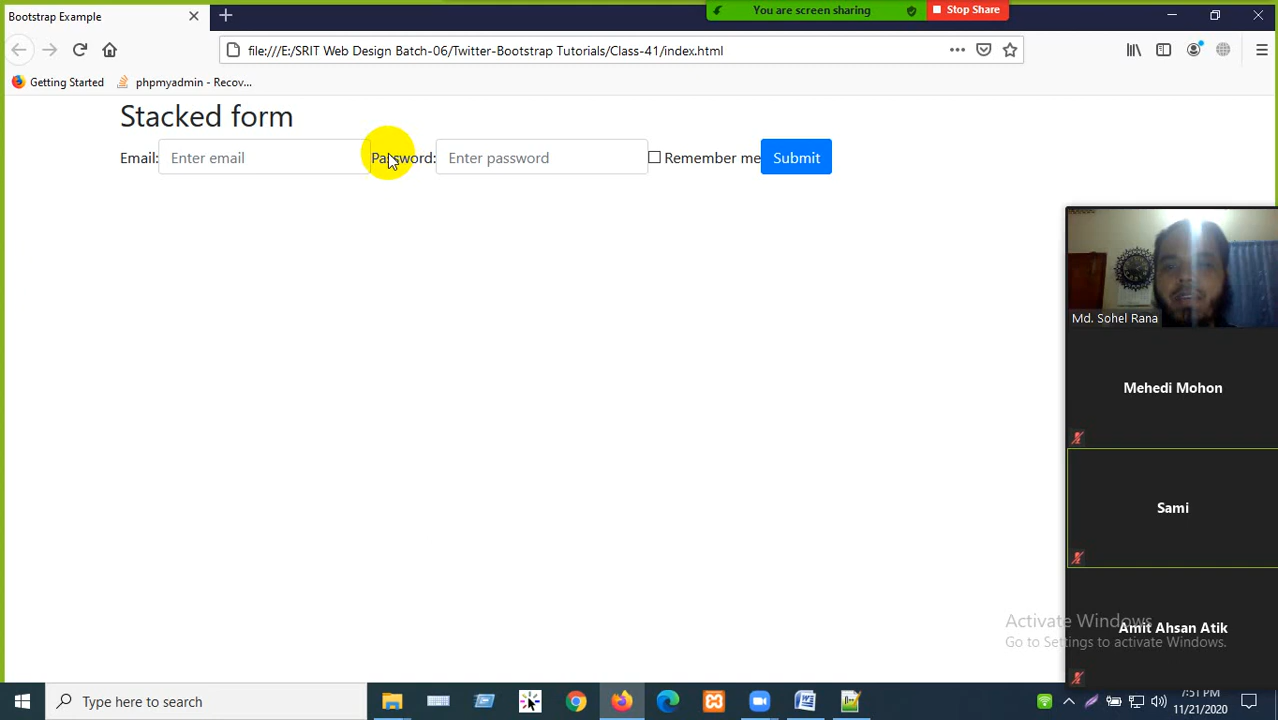 Bootstrap Example
You are screen sharing
Stop Share
file:///E:/SRIT Web Design Batch-06/Twitter-Bootstrap Tutorials/Class-41/index.html
Getting Started
phpmyadmin - Recov...
Stacked form
Email:
Enter email
Password:
Enter password
Remember me
Submit
Md. Sohel Rana
Mehedi Mohon
Sami
Amit Ahsan Atik
Activate Windows
Go to Settings to activate Windows.
Type here to search
7:51 PM
11/21/2020